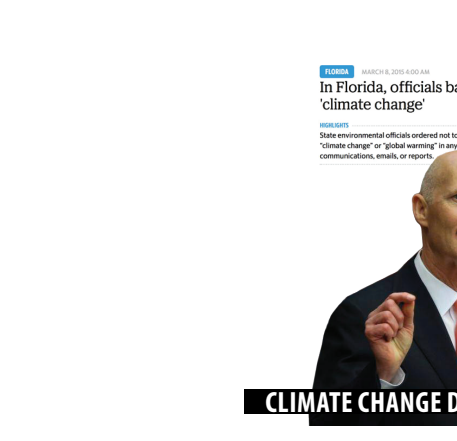 FLORIDA MARCH 8, 2015 4:00 AM
In Florida, officials ba
'climate change'
HIGHLIGHTS
State environmental officials ordered not to
"climate change" or "global warming" in any
communications, emails, or reports.
CLIMATE CHANGE D